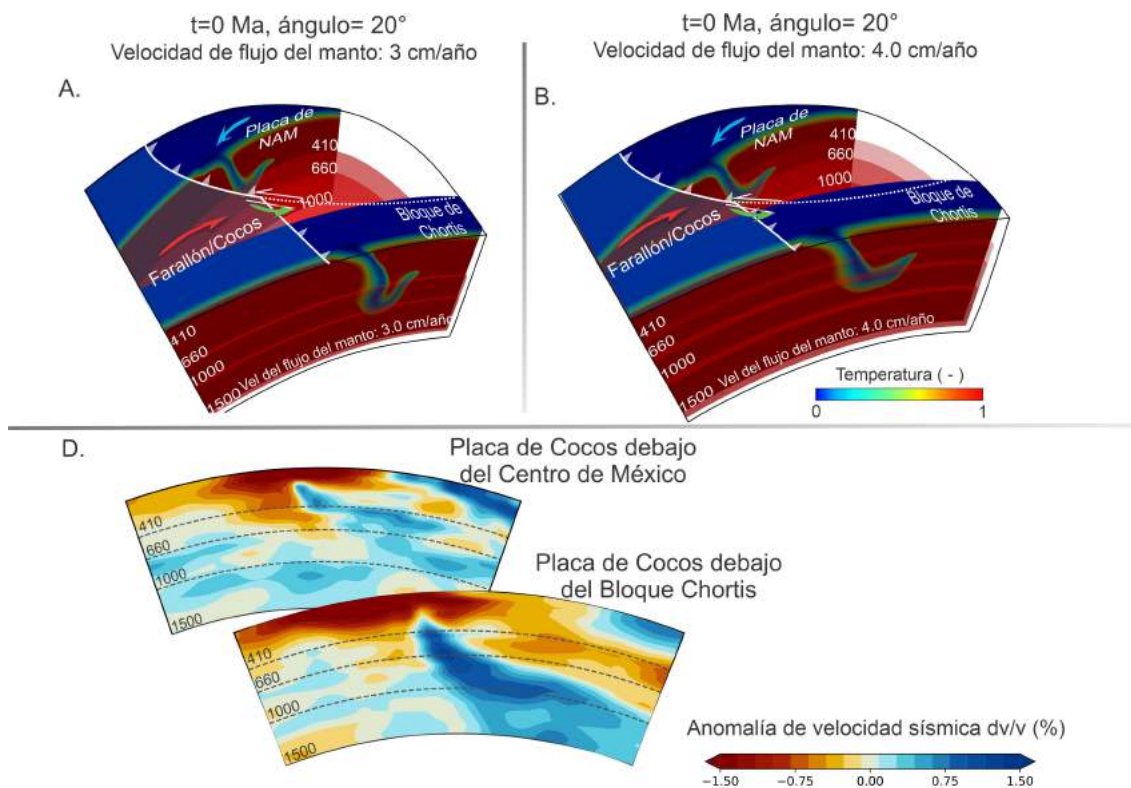 t=0 Ma, ángulo= 20°
Velocidad de flujo del manto: 3 cm/año
t=0 Ma, ángulo= 20°
Velocidad de flujo del manto: 4.0 cm/año
A.
Placa de
NAM
410
660
1000
Bloque de
Chortis
Farallón/Cocos
410
660
1000
1500
Vel del flujo del manto: 3.0 cm/año
B.
Placa de
NAM
410
660
1000
Bloque de
Chortis
Farallón/Cocos
410
660
1000
1500
Vel del flujo del manto: 4.0 cm/año
Temperatura ( - )
0
1
D.
Placa de Cocos debajo
del Centro de México
410
660
1000
1500
Placa de Cocos debajo
del Bloque Chortis
410
660
1000
1500
Anomalía de velocidad sísmica dv/v (%)
−1.50
−0.75
0.00
0.75
1.50